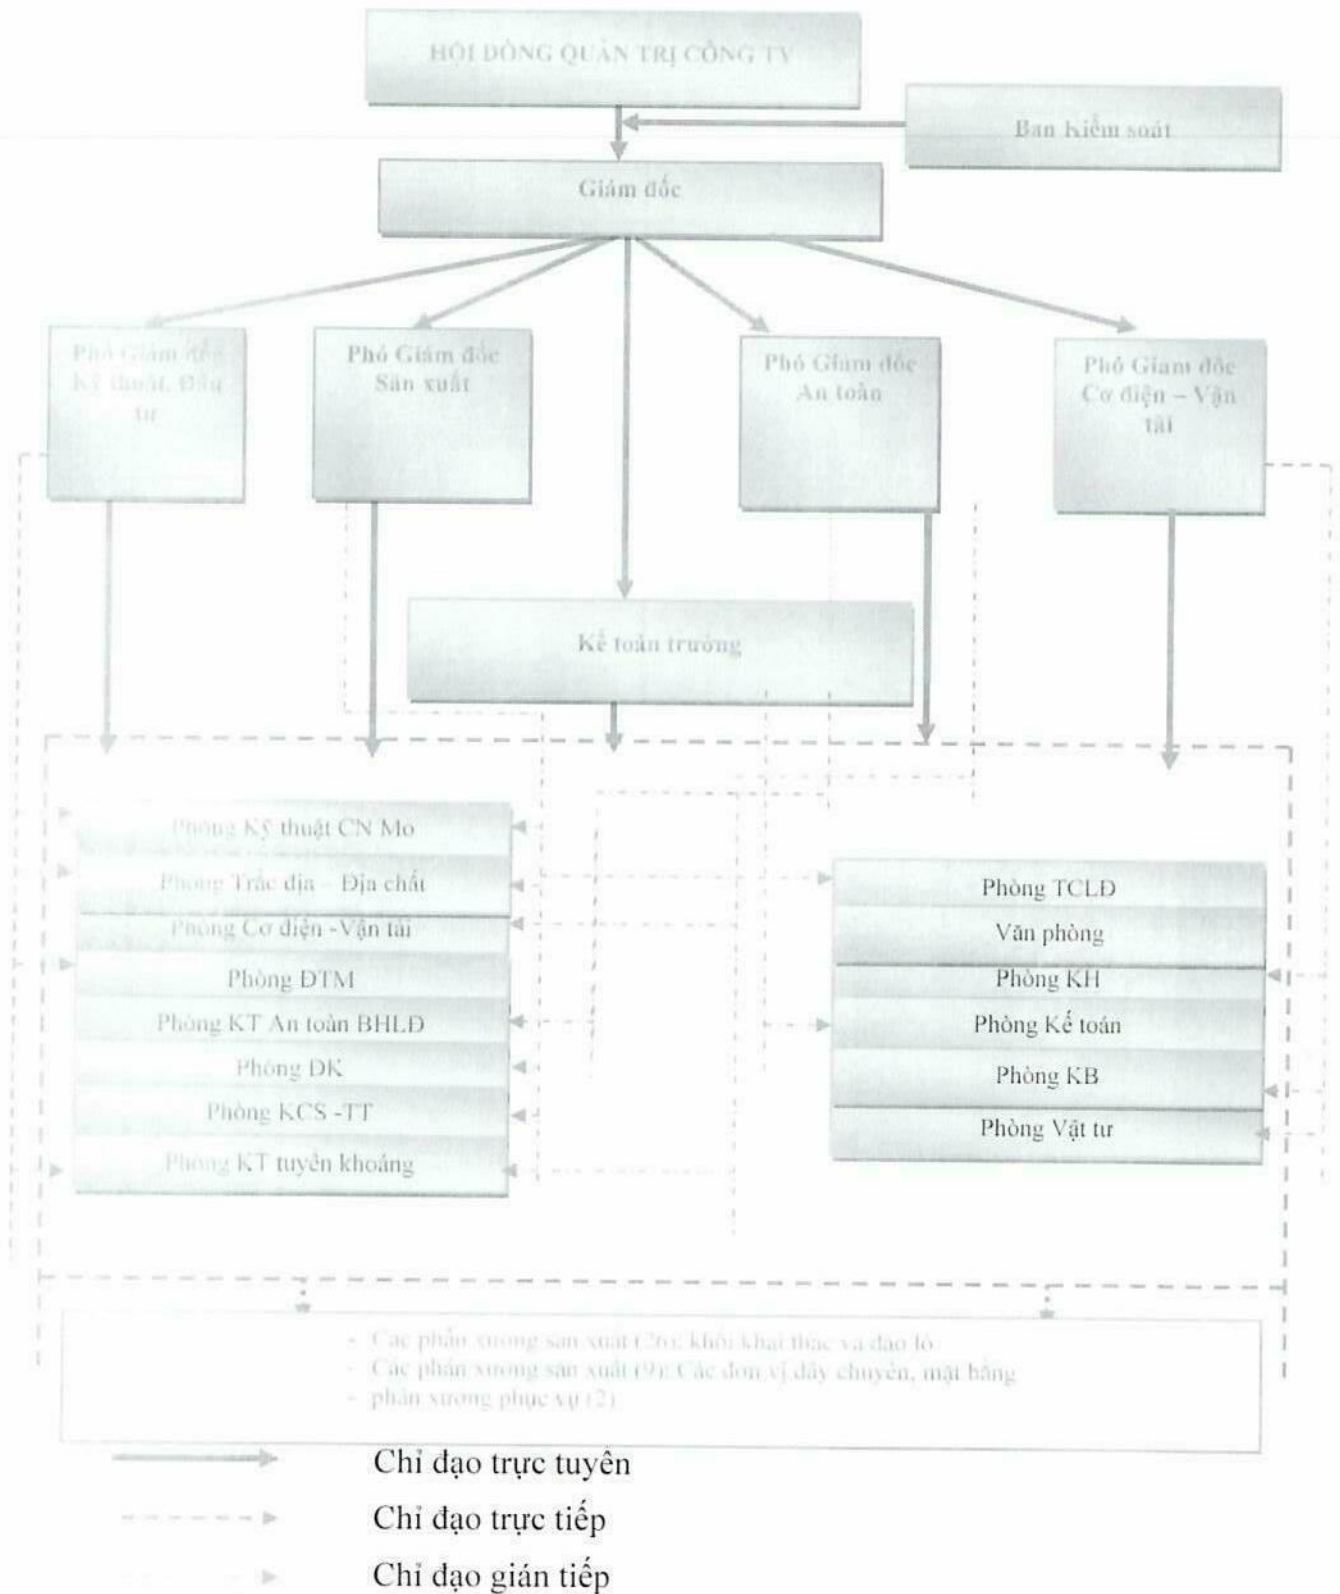 HỘI ĐỒNG QUẢN TRỊ CÔNG TY
Ban Kiểm soát
Giám đốc
Phó Giám đốc
Kỹ thuật, Đầu
tư
Phó Giám đốc
Sản xuất
Phó Giám đốc
An toàn
Phó Giám đốc
Cơ điện – Vận
tải
Kế toán trưởng
Phòng Kỹ thuật CN Mỏ
Phòng Trắc địa – Địa chất
Phòng Cơ điện -Vận tải
Phòng ĐTM
Phòng KT An toàn BHLĐ
Phòng ĐK
Phòng KCS -TT
Phòng KT tuyển khoáng
Phòng TCLĐ
Văn phòng
Phòng KH
Phòng Kế toán
Phòng KB
Phòng Vật tư
- Các phân xưởng sản xuất (26): khối khai thác và đào lò
- Các phân xưởng sản xuất (9): Các đơn vị dây chuyền, mặt bằng
- phân xưởng phục vụ (2)
Chỉ đạo trực tuyến
Chỉ đạo trực tiếp
Chỉ đạo gián tiếp